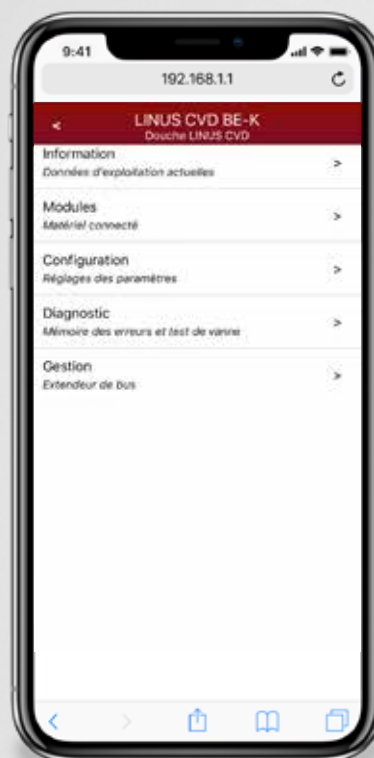 9:41
192.168.1.1
LINUS CVD BE-K
Douche LINUS CVD
Information
Données d'exploitation actuelles
Modules
Matériel connecté
Configuration
Réglages des paramètres
Diagnostic
Mémoire des erreurs et test de vanne
Gestion
Extendeur de bus